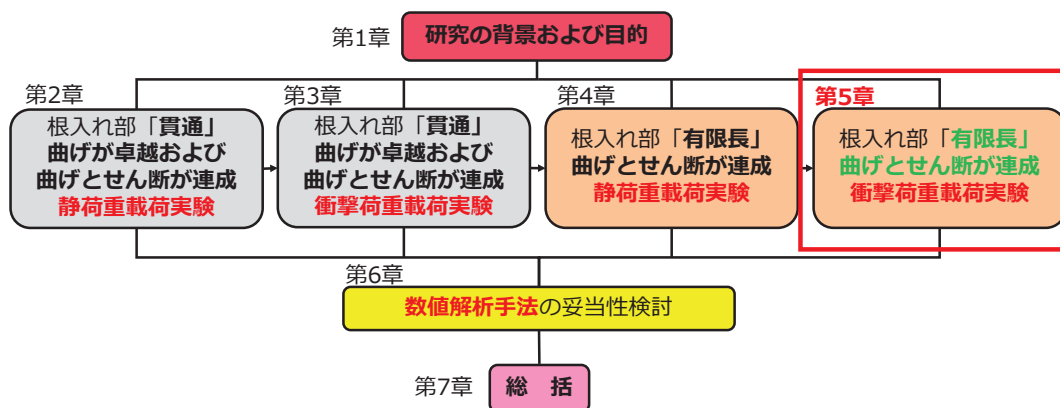 第1章
研究の背景および目的
第2章
根入れ部「貫通」
曲げが卓越および
曲げとせん断が連成
静荷重載荷実験
第3章
根入れ部「貫通」
曲げが卓越および
曲げとせん断が連成
衝撃荷重載荷実験
第4章
根入れ部「有限長」
曲げとせん断が連成
静荷重載荷実験
第5章
根入れ部「有限長」
曲げとせん断が連成
衝撃荷重載荷実験
第6章
数値解析手法の妥当性検討
第7章
総　括